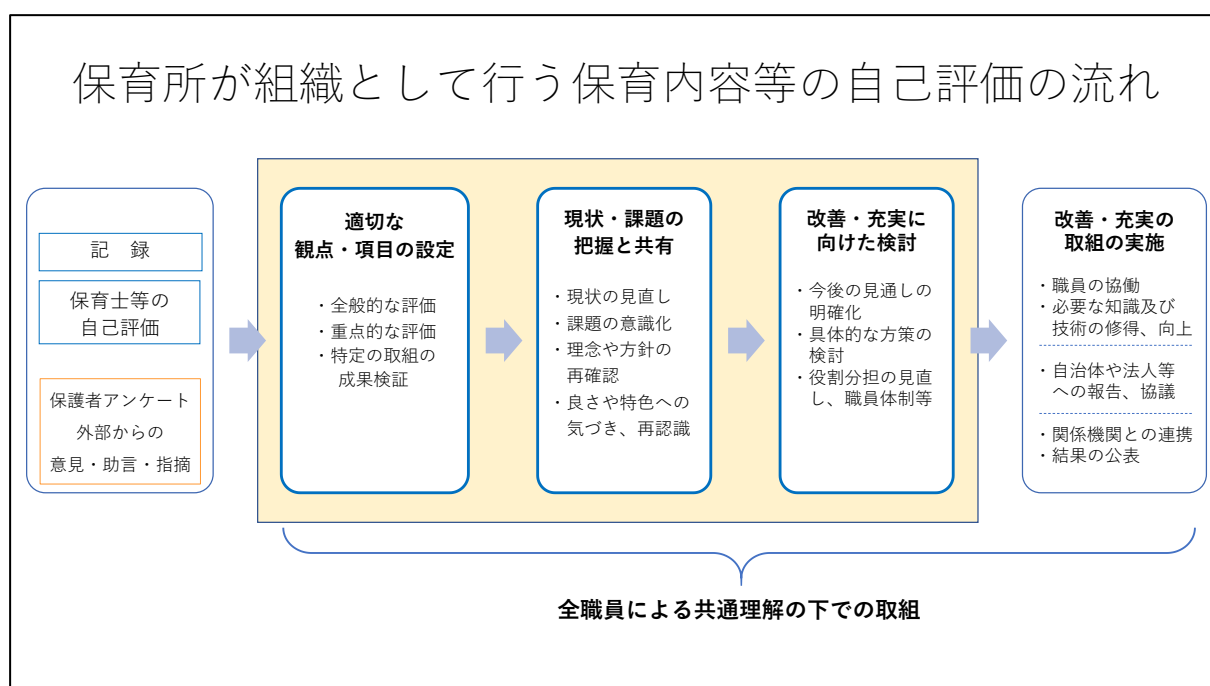 保育所が組織として行う保育内容等の自己評価の流れ
記　録
保育士等の
自己評価
保護者アンケート
外部からの
意見・助言・指摘
適切な
観点・項目の設定
・全般的な評価
・重点的な評価
・特定の取組の
成果検証
現状・課題の
把握と共有
・現状の見直し
・課題の意識化
・理念や方針の
再確認
・良さや特色への
気づき、再認識
改善・充実に
向けた検討
・今後の見通しの
明確化
・具体的な方策の
検討
・役割分担の見直
し、職員体制等
改善・充実の
取組の実施
・職員の協働
・必要な知識及び
技術の修得、向上
・自治体や法人等
への報告、協議
・関係機関との連携
・結果の公表
全職員による共通理解の下での取組